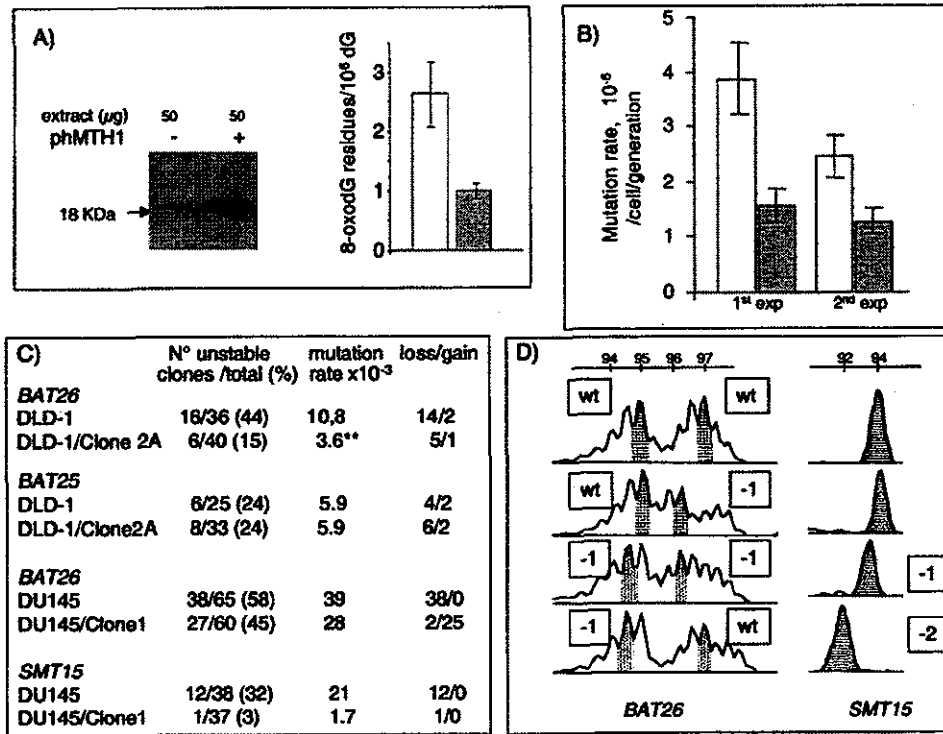 A)
extract (µg) 50 50
phMTH1 - +
18 KDa
8-oxodG residues/10⁶ dG
3
2
1
0
B)
Mutation rate, 10⁻⁶
/cell/generation
5
4
3
2
1
0
1st exp 2nd exp
C) N° unstable mutation loss/gain
clones /total (%) rate x10⁻³
BAT26
DLD-1 16/36 (44) 10,8 14/2
DLD-1/Clone 2A 6/40 (15) 3.6** 5/1
BAT25
DLD-1 6/25 (24) 5.9 4/2
DLD-1/Clone2A 8/33 (24) 5.9 6/2
BAT26
DU145 38/65 (58) 39 38/0
DU145/Clone1 27/60 (45) 28 2/25
SMT15
DU145 12/38 (32) 21 12/0
DU145/Clone1 1/37 (3) 1.7 1/0
D)
94 95 96 97 92 94
wt wt
wt -1
-1 -1 -1
-1 wt -2
BAT26 SMT15